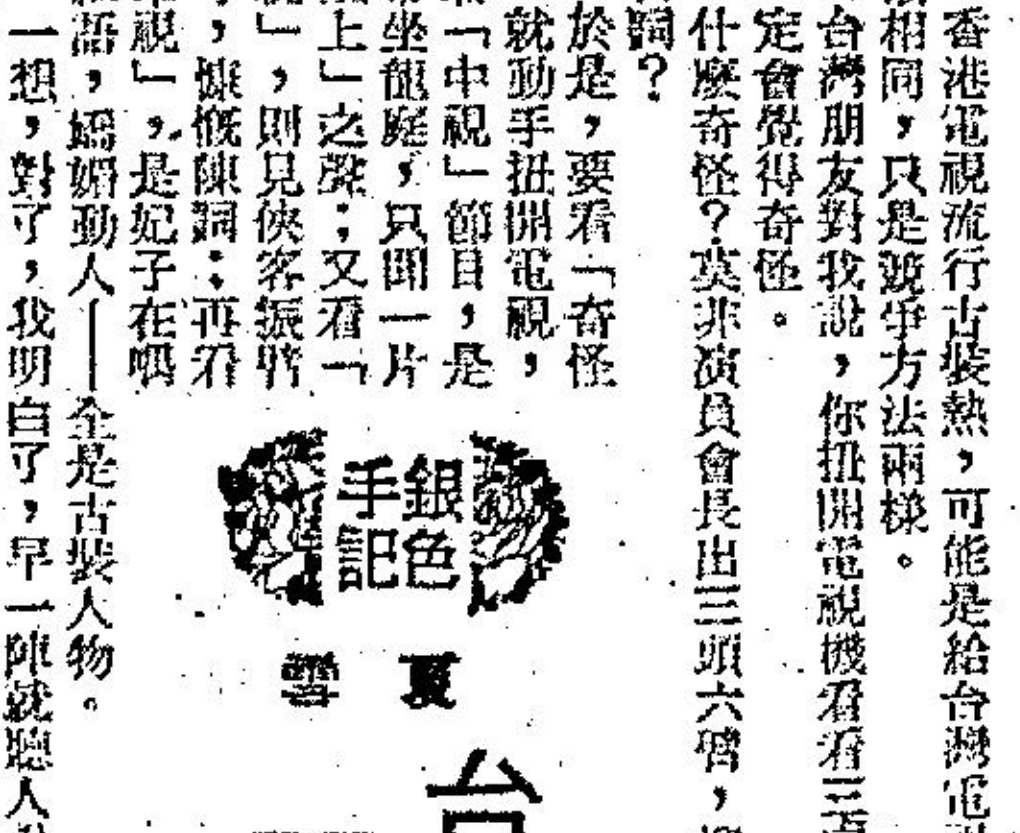 香港電視流行古裝熱，可能是給台灣電
相同，只是競爭方法兩樣。
台灣朋友對我說，你扭開電視機看看三
定會覺得奇怪。
什麼奇怪？莫非演員會長出三頭六臂，
詞？
於是，要看「奇怪
就動手扭開電視，
「中視」節目，是
坐龍庭，只聞一片
上」之聲；又看「
」，則見俠客振臂
，慷慨陳詞；再看
視」，是妃子在唱
語，嬌媚動人——全是古裝人物。
一想，對了，我明白了，早一陣就聽人
銀色
手記
夏雪
台